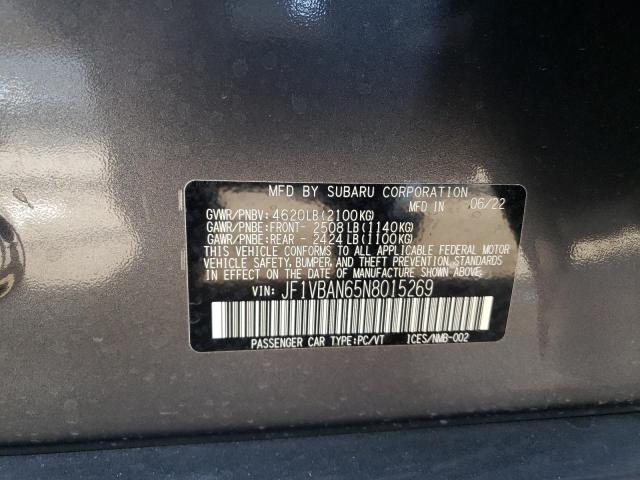 MFD BY SUBARU CORPORATION
MFD IN 06/22
GVWR/PNBV: 4620LB(2100KG)
GAWR/PNBE:FRONT- 2508LB(1140KG)
GAWR/PNBE:REAR - 2424LB(1100KG)
THIS VEHICLE CONFORMS TO ALL APPLICABLE FEDERAL MOTOR
VEHICLE SAFETY, BUMPER, AND THEFT PREVENTION STANDARDS
IN EFFECT ON THE DATE OF MANUFACTURE SHOWN ABOVE.
VIN: JF1VBAN65N8015269
PASSENGER CAR TYPE:PC/VT ICES/NMB-002